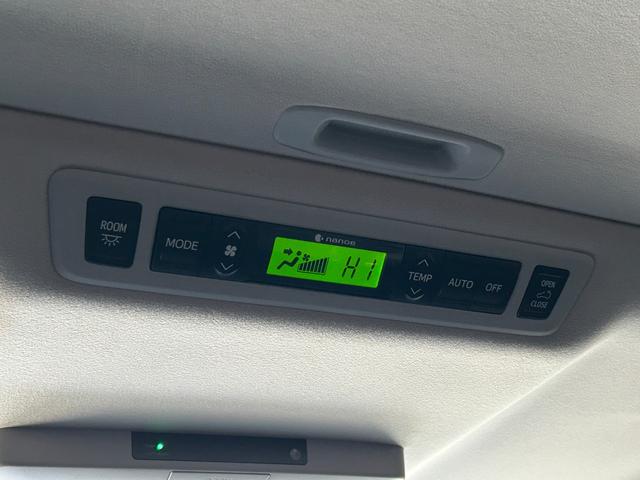 ROOM
MODE
nanoe
HI
TEMP
AUTO
OFF
OPEN
CLOSE